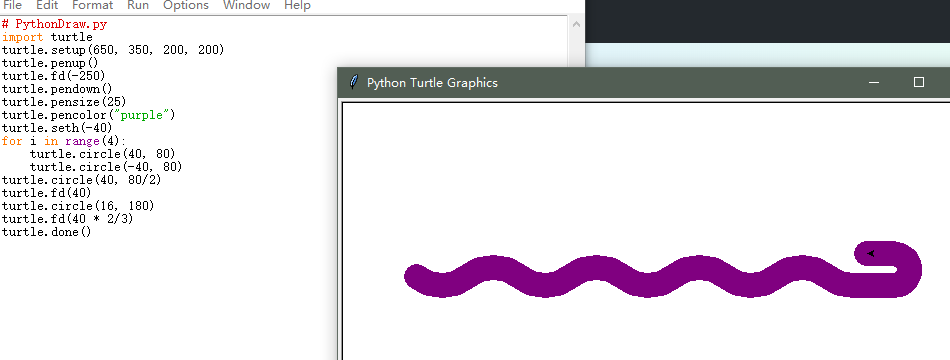 File Edit Format Run Options Window Help
# PythonDraw.py
import turtle
turtle.setup(650, 350, 200, 200)
turtle.penup()
turtle.fd(-250)
turtle.pendown()
turtle.pensize(25)
turtle.pencolor("purple")
turtle.seth(-40)
for i in range(4):
    turtle.circle(40, 80)
    turtle.circle(-40, 80)
turtle.circle(40, 80/2)
turtle.fd(40)
turtle.circle(16, 180)
turtle.fd(40 * 2/3)
turtle.done()
Python Turtle Graphics